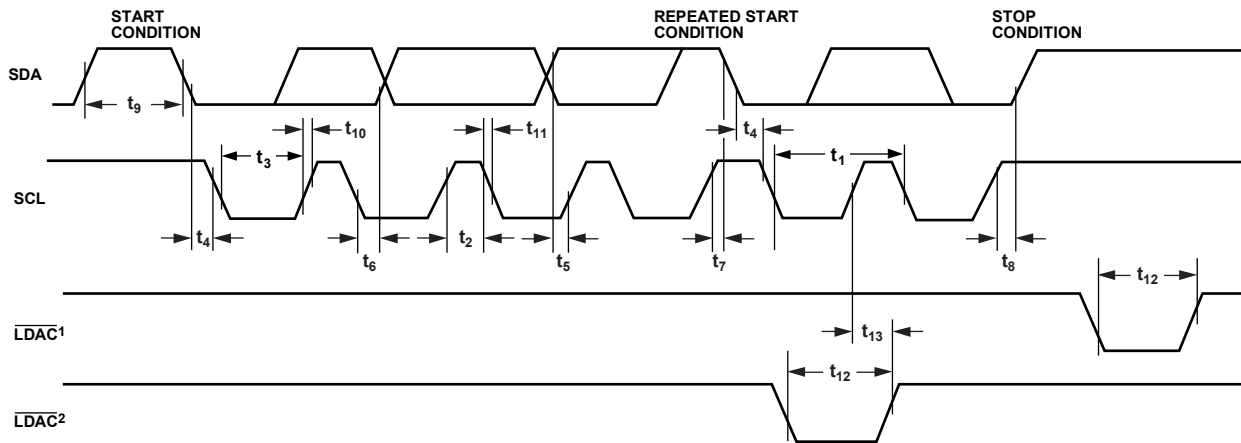 START
CONDITION
REPEATED START
CONDITION
STOP
CONDITION
SDA
t9
t10
t11
t4
t3
t1
SCL
t4
t6
t2
t5
t7
t8
t12
LDAC1
t13
t12
LDAC2